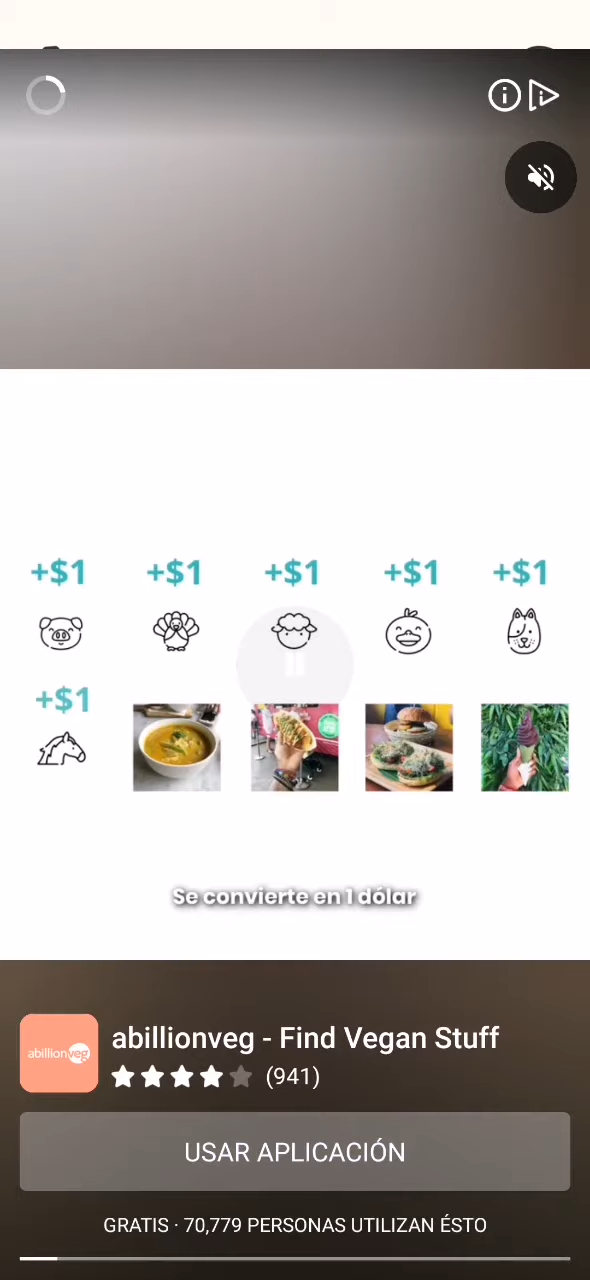 +$1 +$1 +$1 +$1 +$1
+$1
Se convierte en 1 dólar
abillionveg
abillionveg - Find Vegan Stuff
(941)
USAR APLICACIÓN
GRATIS · 70,779 PERSONAS UTILIZAN ÉSTO